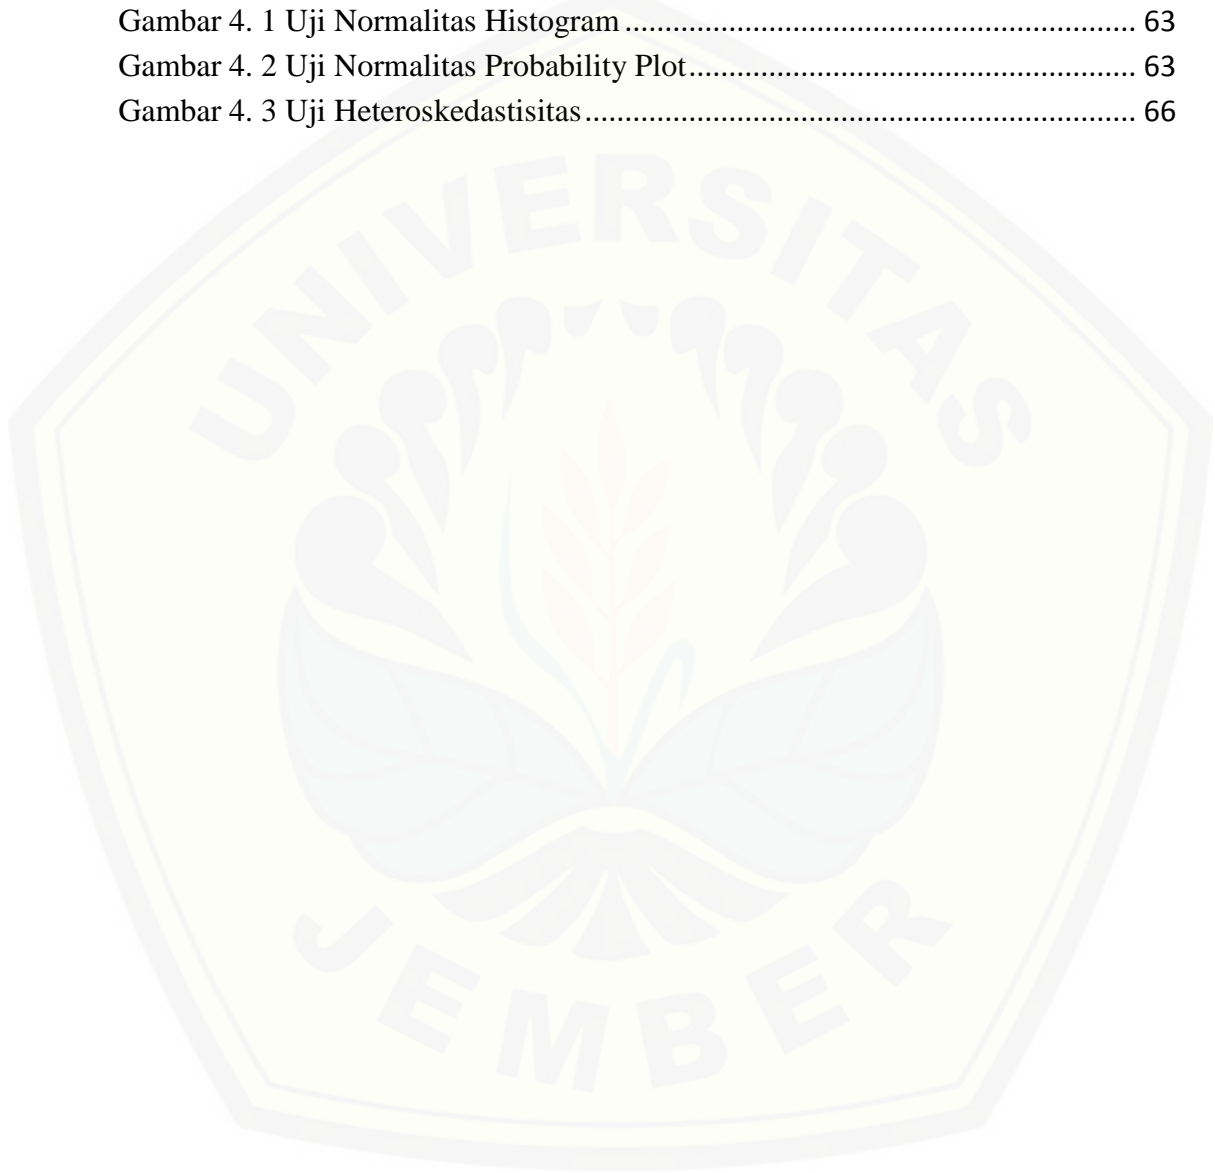 Gambar 4. 1 Uji Normalitas Histogram ................................................................ 63
Gambar 4. 2 Uji Normalitas Probability Plot ........................................................ 63
Gambar 4. 3 Uji Heteroskedastisitas ..................................................................... 66
UNIVERSITAS
JEMBER